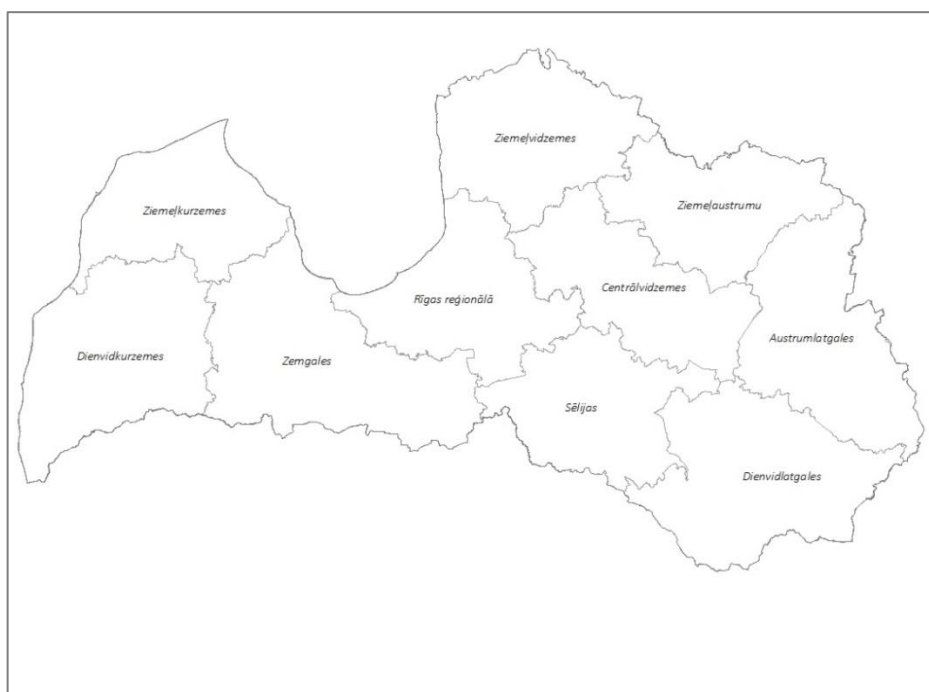 Ziemeļvidzemes
Ziemeļkurzemes
Ziemeļaustrumu
Rīgas reģionālā
Centrālvidzemes
Dienvidkurzemes
Zemgales
Austrumlatgales
Sēlijas
Dienvidlatgales